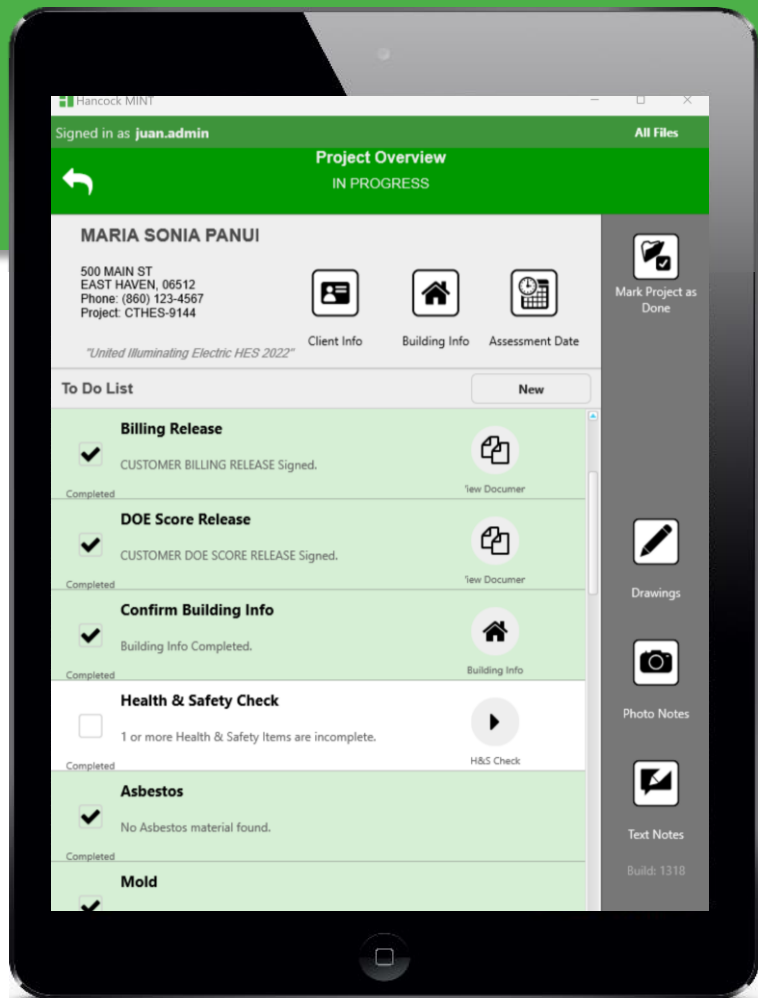 Hancock MINT
Signed in as juan.admin
All Files
Project Overview
IN PROGRESS
MARIA SONIA PANUI
500 MAIN ST
EAST HAVEN, 06512
Phone: (860) 123-4567
Project: CTHES-9144
"United Illuminating Electric HES 2022"
Client Info
Building Info
Assessment Date
Mark Project as
Done
To Do List
New
Billing Release
CUSTOMER BILLING RELEASE Signed.
Completed
iew Documen
DOE Score Release
CUSTOMER DOE SCORE RELEASE Signed.
Completed
iew Documen
Confirm Building Info
Building Info Completed.
Completed
Building Info
Health & Safety Check
1 or more Health & Safety Items are incomplete.
Completed
H&S Check
Asbestos
No Asbestos material found.
Completed
Mold
Drawings
Photo Notes
Text Notes
Build: 1318